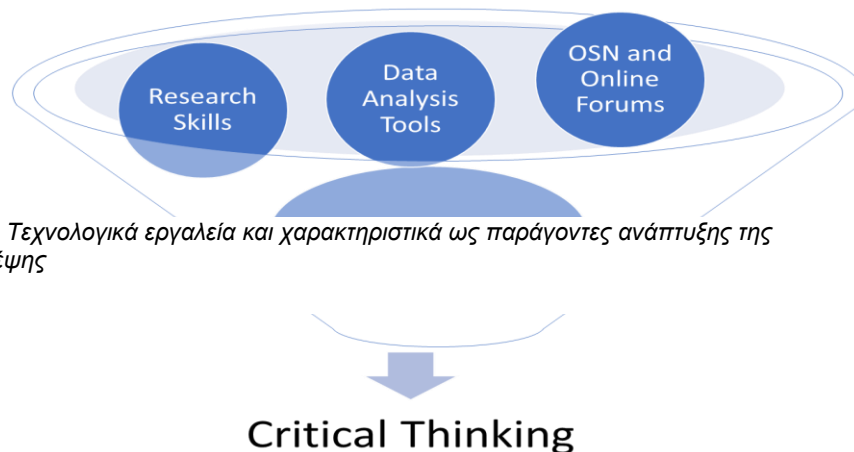 Research
Skills
Data
Analysis
Tools
OSN and
Online
Forums
Τεχνολογικά εργαλεία και χαρακτηριστικά ως παράγοντες ανάπτυξης της
Critical Thinking